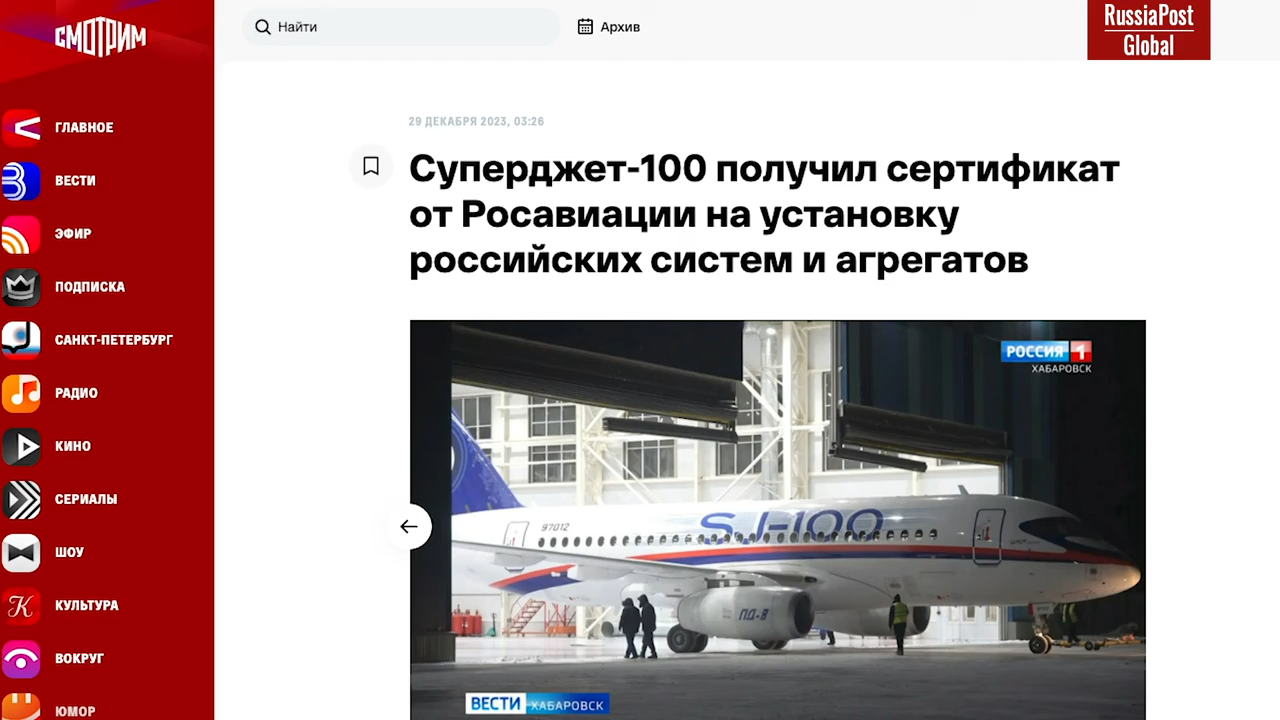 СМОТРИМ
Найти
Архив
RussiaPost
Global
ГЛАВНОЕ
ВЕСТИ
ЭФИР
ПОДПИСКА
САНКТ-ПЕТЕРБУРГ
РАДИО
КИНО
СЕРИАЛЫ
ШОУ
КУЛЬТУРА
ВОКРУГ
ЮМОР
29 ДЕКАБРЯ 2023, 03:26
Суперджет-100 получил сертификат
от Росавиации на установку
российских систем и агрегатов
РОССИЯ 1
ХАБАРОВСК
97012
SJ-100
ПД-8
ВЕСТИ ХАБАРОВСК